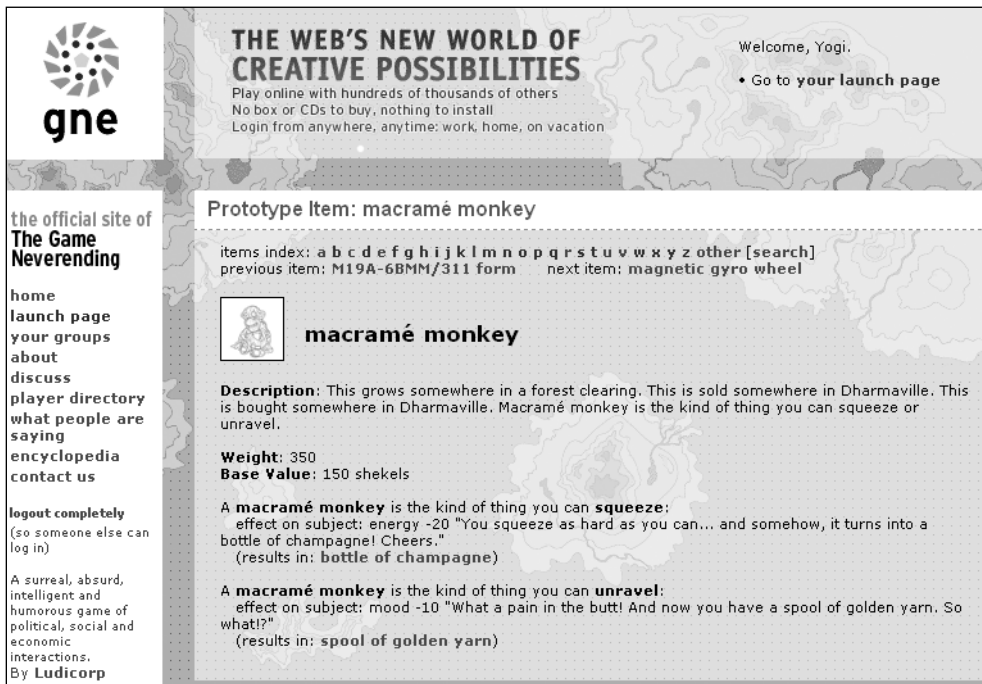 gne
THE WEB'S NEW WORLD OF
CREATIVE POSSIBILITIES
Play online with hundreds of thousands of others
No box or CDs to buy, nothing to install
Login from anywhere, anytime: work, home, on vacation
Welcome, Yogi.
• Go to your launch page
the official site of
The Game
Neverending
home
launch page
your groups
about
discuss
player directory
what people are
saying
encyclopedia
contact us
logout completely
(so someone else can
log in)
A surreal, absurd,
intelligent and
humorous game of
political, social and
economic
interactions.
By Ludicorp
Prototype Item: macramé monkey
items index: a b c d e f g h i j k l m n o p q r s t u v w x y z other [search]
previous item: M19A-6BMM/311 form next item: magnetic gyro wheel
macramé monkey
Description: This grows somewhere in a forest clearing. This is sold somewhere in Dharmaville. This
is bought somewhere in Dharmaville. Macramé monkey is the kind of thing you can squeeze or
unravel.
Weight: 350
Base Value: 150 shekels
A macramé monkey is the kind of thing you can squeeze:
effect on subject: energy -20 "You squeeze as hard as you can... and somehow, it turns into a
bottle of champagne! Cheers."
(results in: bottle of champagne)
A macramé monkey is the kind of thing you can unravel:
effect on subject: mood -10 "What a pain in the butt! And now you have a spool of golden yarn. So
what!?"
(results in: spool of golden yarn)